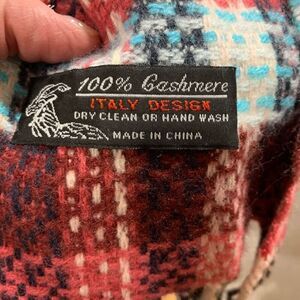 100% Cashmere
ITALY DESIGN
DRY CLEAN OR HAND WASH
MADE IN CHINA